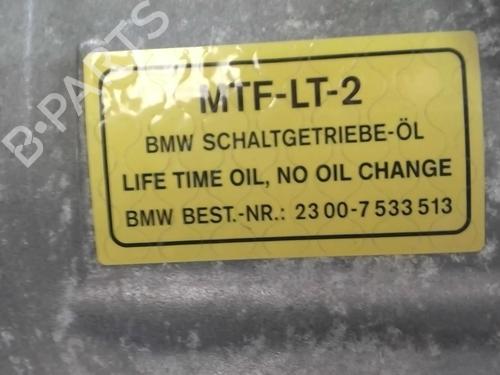 B-PARTS
MTF-LT-2
BMW SCHALTGETRIEBE-ÖL
LIFE TIME OIL, NO OIL CHANGE
BMW BEST.-NR.: 23 00-7 533 513